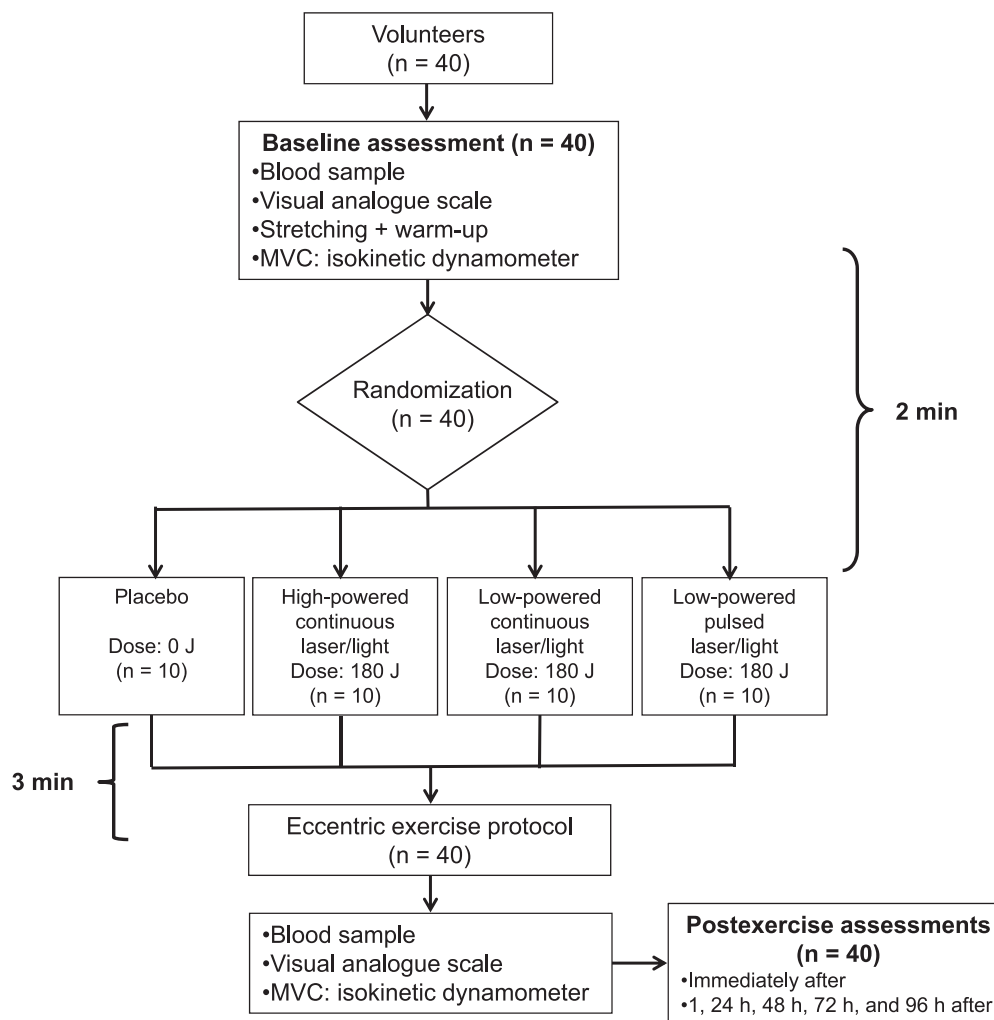 Volunteers
(n = 40)
Baseline assessment (n = 40)
•Blood sample
•Visual analogue scale
•Stretching + warm-up
•MVC: isokinetic dynamometer
Randomization
(n = 40)
2 min
Placebo
Dose: 0 J
(n = 10)
High-powered
continuous
laser/light
Dose: 180 J
(n = 10)
Low-powered
continuous
laser/light
Dose: 180 J
(n = 10)
Low-powered
pulsed
laser/light
Dose: 180 J
(n = 10)
3 min
Eccentric exercise protocol
(n = 40)
•Blood sample
•Visual analogue scale
•MVC: isokinetic dynamometer
Postexercise assessments
(n = 40)
•Immediately after
•1, 24 h, 48 h, 72 h, and 96 h after